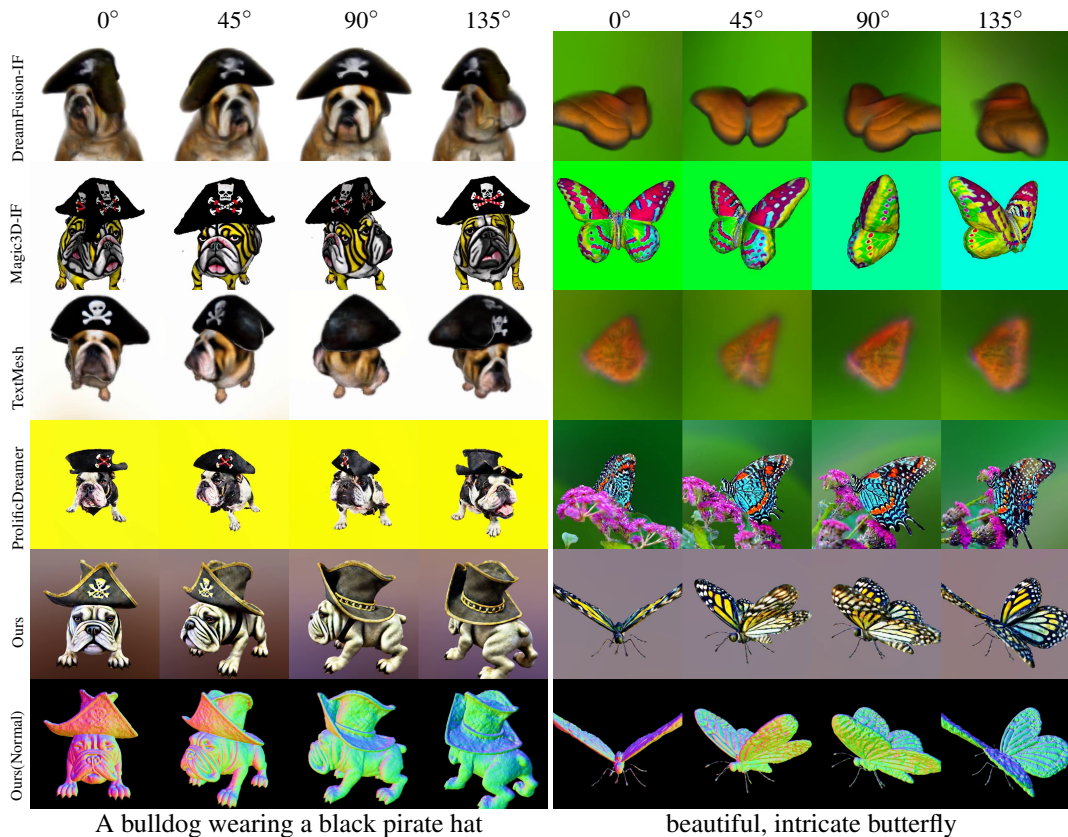 0° 45° 90° 135° 0° 45° 90° 135°
DreamFusion-IF
Magic3D-IF
TextMesh
ProlificDreamer
Ours
Ours(Normal)
A bulldog wearing a black pirate hat
beautiful, intricate butterfly